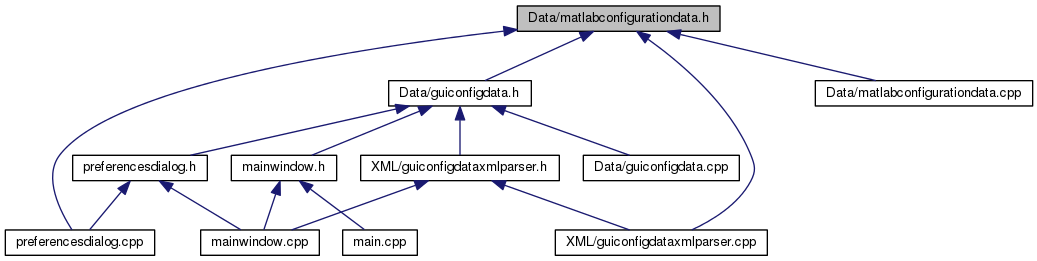 Data/matlabconfigurationdata.h
Data/guiconfigdata.h
Data/matlabconfigurationdata.cpp
preferencesdialog.h
mainwindow.h
XML/guiconfigdataxmlparser.h
Data/guiconfigdata.cpp
preferencesdialog.cpp
mainwindow.cpp
main.cpp
XML/guiconfigdataxmlparser.cpp